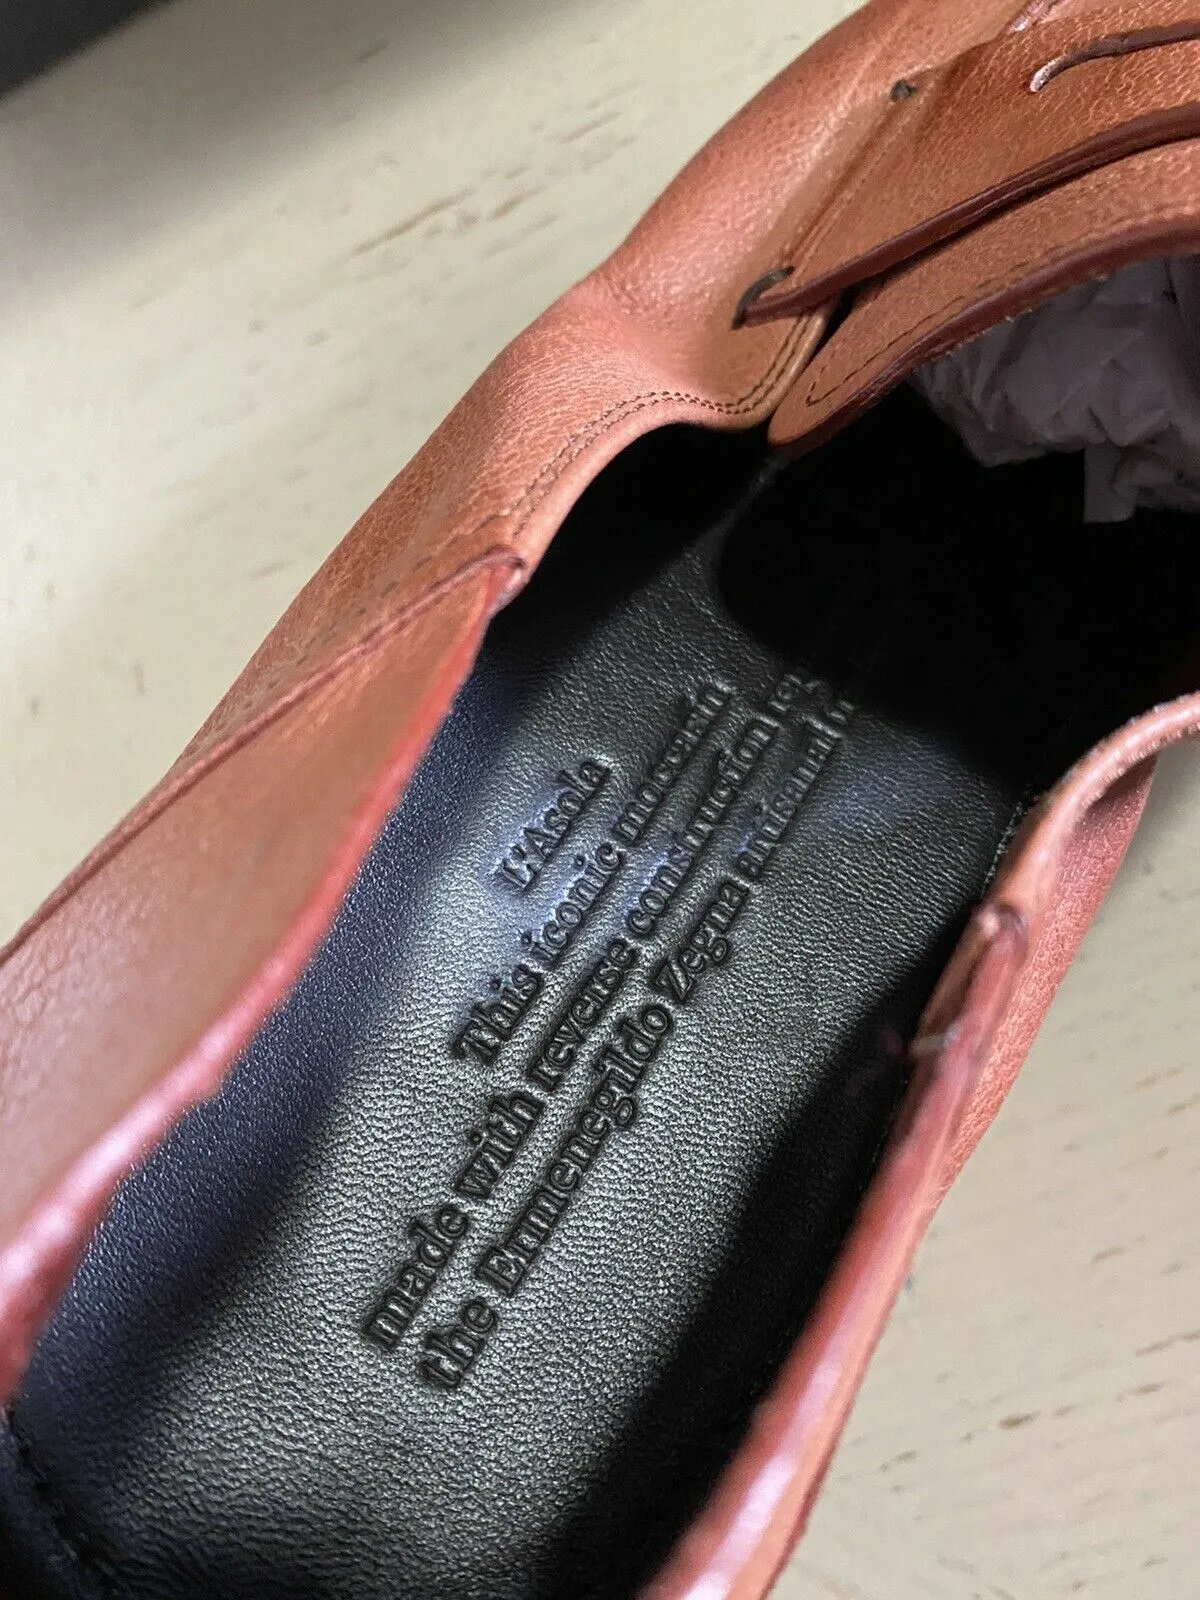 L'Asola
This iconic moccasin
made with reverse construction
the Ermenegildo Zegna artisanal